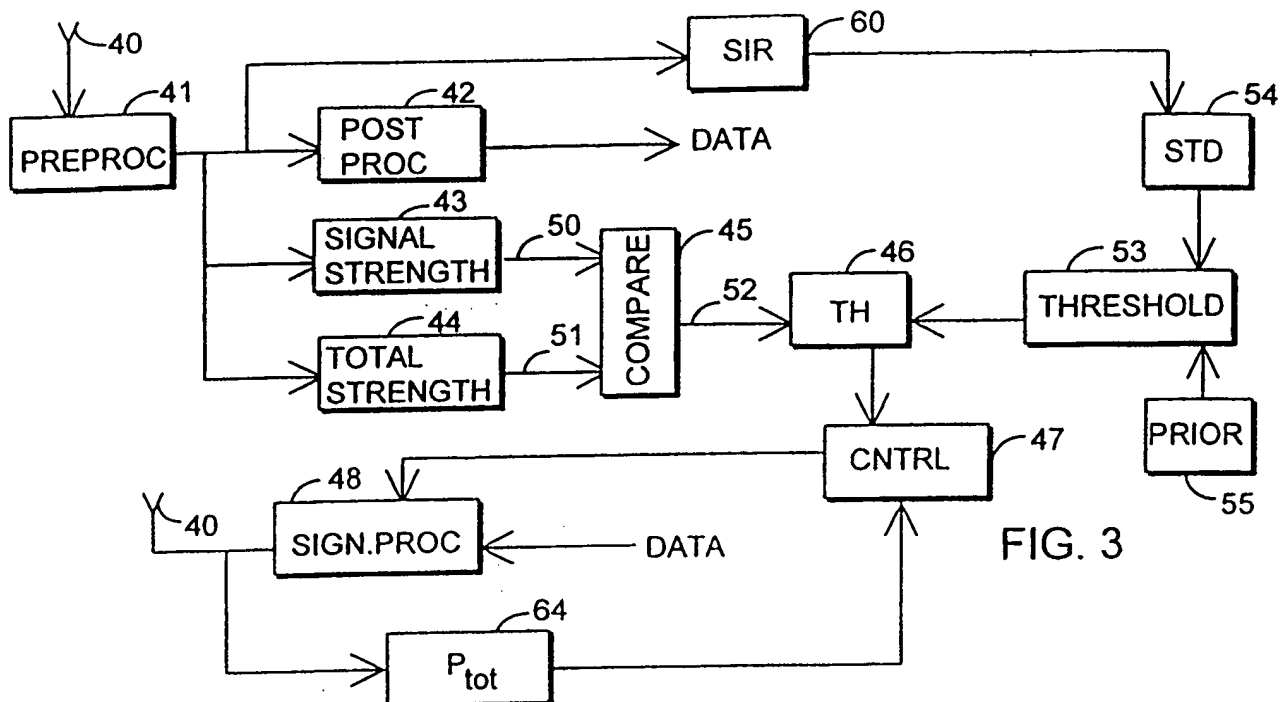 40
41
PREPROC
42
POST
PROC
DATA
60
SIR
54
STD
43
SIGNAL
STRENGTH
50
44
TOTAL
STRENGTH
51
45
COMPARE
52
46
TH
53
THRESHOLD
PRIOR
55
CNTRL
47
48
40
SIGN.PROC
DATA
64
Ptot
FIG. 3